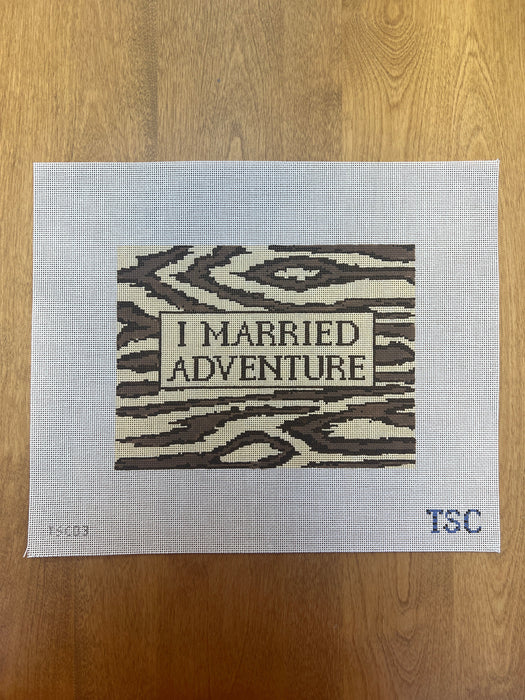 I MARRIED
ADVENTURE
TSC03
TSC